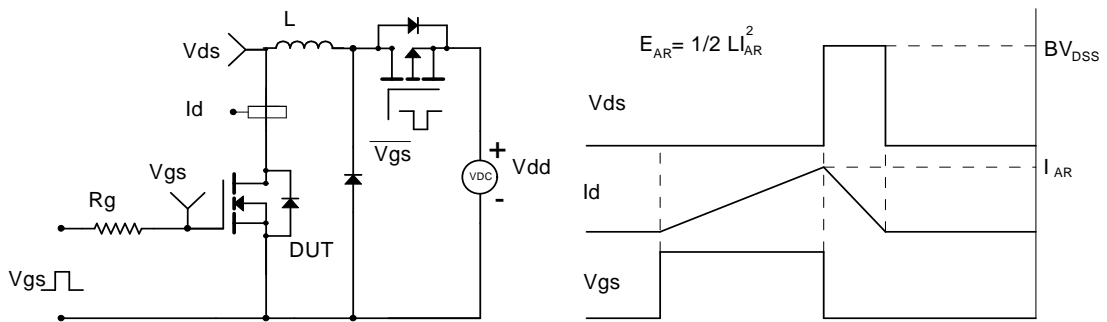 L
Vds
Id
Vgs
Vgs
Rg
DUT
Vgs
+
VDC
-
Vdd
E_AR = 1/2 LI_AR^2
BV_DSS
Vds
I_AR
Id
Vgs